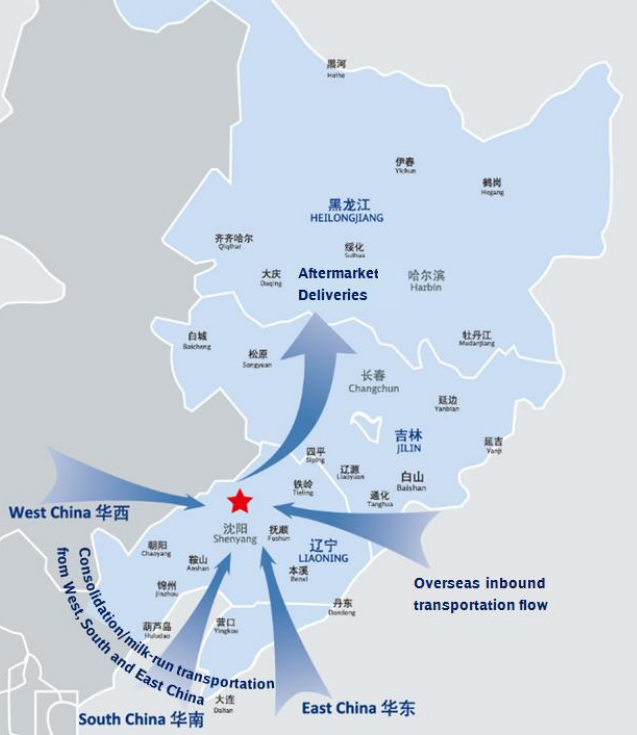 黑河
Heihe
伊春
Yichun
鹤岗
Hegang
黑龙江
HEILONGJIANG
齐齐哈尔
Qiqihar
绥化
Suihua
大庆
Daqing
Aftermarket
Deliveries
哈尔滨
Harbin
白城
Baicheng
松原
Songyuan
牡丹江
Mudanjiang
长春
Changchun
延边
Yanbian
吉林
JILIN
延吉
Yanji
四平
Siping
辽源
Liaoyuan
白山
Baishan
铁岭
Tieling
通化
Tanghua
West China 华西
沈阳
Shenyang
抚顺
Fushun
辽宁
LIAONING
朝阳
Chaoyang
鞍山
Anshan
本溪
Benxi
锦州
Jinzhou
Overseas inbound
transportation flow
丹东
Dandong
葫芦岛
Huludao
营口
Yingkou
Consolidation/milk-run transportation
from West, South and East China
大连
Dalian
South China 华南
East China 华东